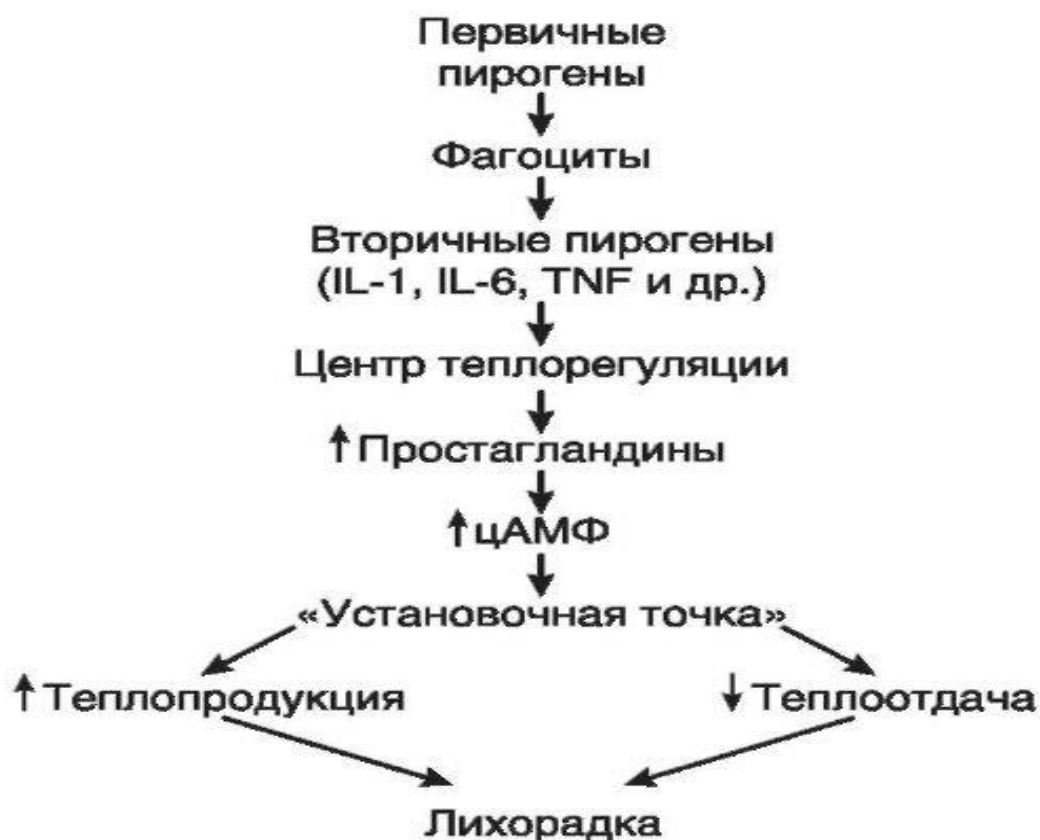 Первичные
пирогены
Фагоциты
Вторичные пирогены
(IL-1, IL-6, TNF и др.)
Центр теплорегуляции
↑Простагландины
↑цАМФ
«Установочная точка»
↑Теплопродукция ↓Теплоотдача
Лихорадка